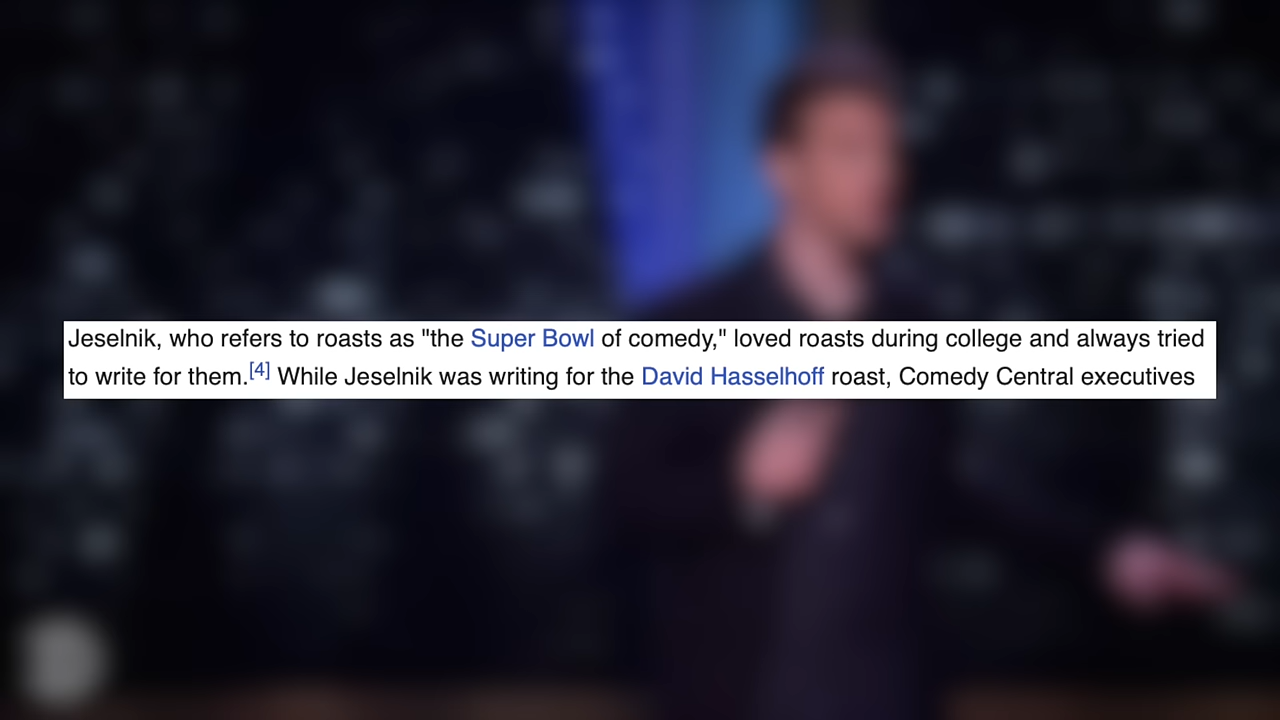 Jeselnik, who refers to roasts as "the Super Bowl of comedy," loved roasts during college and always tried
to write for them.[4] While Jeselnik was writing for the David Hasselhoff roast, Comedy Central executives